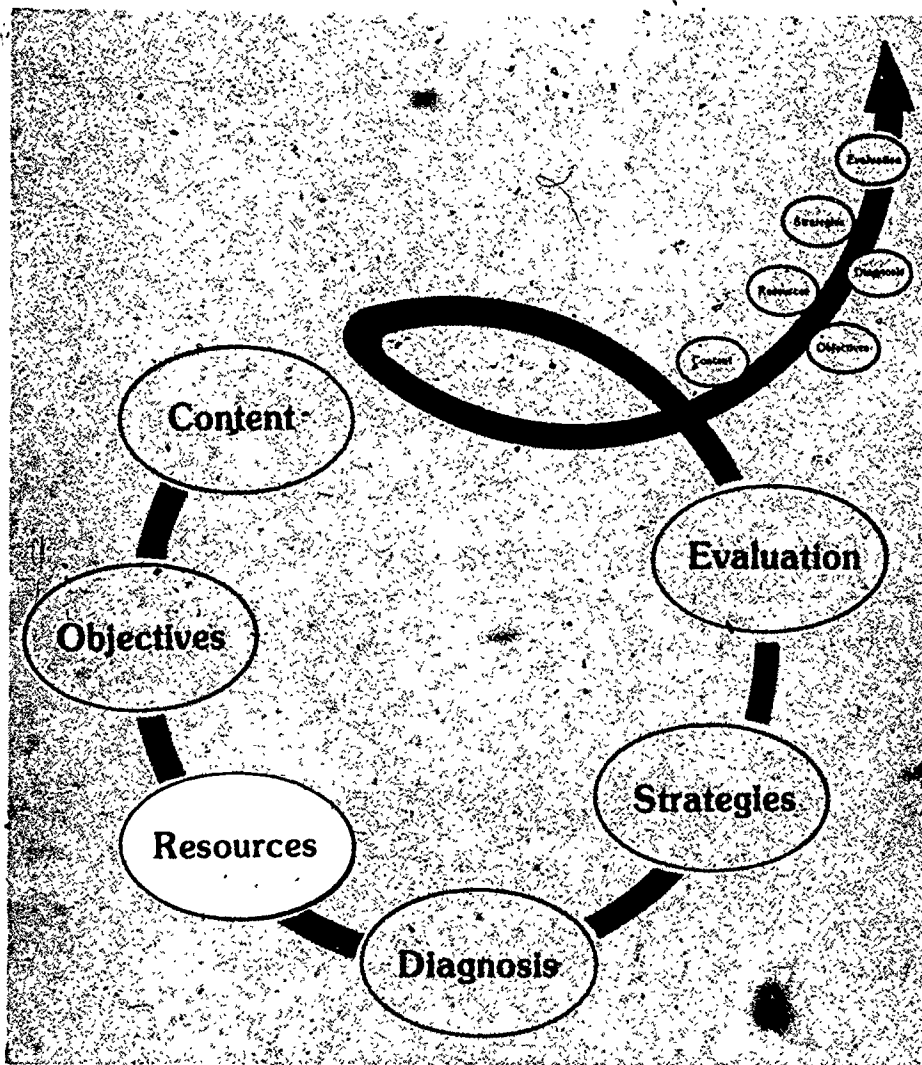 Evaluation
Strategies
Diagnosis
Resources
Objectives
Content
Content
Evaluation
Objectives
Strategies
Resources
Diagnosis